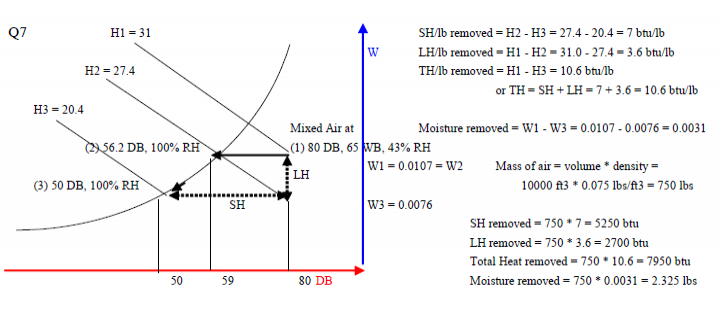 Q7
H1 = 31
W
H2 = 27.4
H3 = 20.4
Mixed Air at
(1) 80 DB, 65 WB, 43% RH
(2) 56.2 DB, 100% RH
LH
W1 = 0.0107 = W2
(3) 50 DB, 100% RH
SH
W3 = 0.0076
50 59 80 DB
SH/lb removed = H2 - H3 = 27.4 - 20.4 = 7 btu/lb
LH/lb removed = H1 - H2 = 31.0 - 27.4 = 3.6 btu/lb
TH/lb removed = H1 - H3 = 10.6 btu/lb
or TH = SH + LH = 7 + 3.6 = 10.6 btu/lb
Moisture removed = W1 - W3 = 0.0107 - 0.0076 = 0.0031
Mass of air = volume * density =
10000 ft3 * 0.075 lbs/ft3 = 750 lbs
SH removed = 750 * 7 = 5250 btu
LH removed = 750 * 3.6 = 2700 btu
Total Heat removed = 750 * 10.6 = 7950 btu
Moisture removed = 750 * 0.0031 = 2.325 lbs